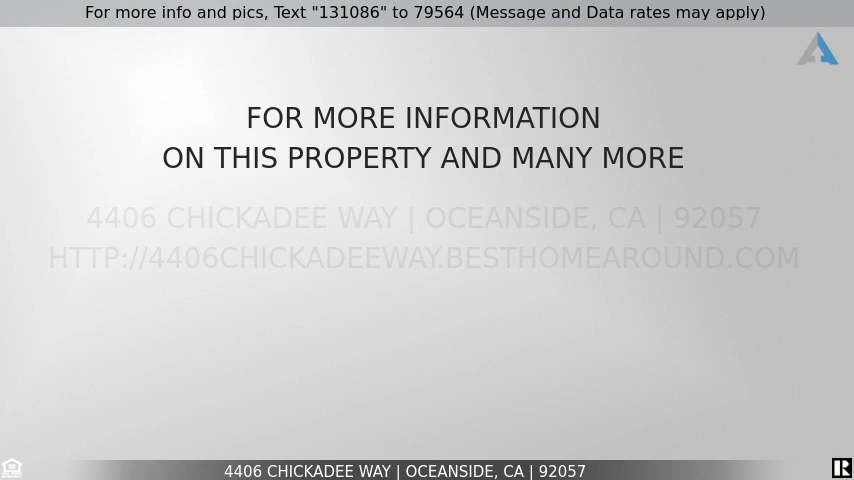 For more info and pics, Text "131086" to 79564 (Message and Data rates may apply)
FOR MORE INFORMATION
ON THIS PROPERTY AND MANY MORE
4406 CHICKADEE WAY | OCEANSIDE, CA | 92057
HTTP://4406CHICKADEEWAY.BESTHOMEAROUND.COM
4406 CHICKADEE WAY | OCEANSIDE, CA | 92057